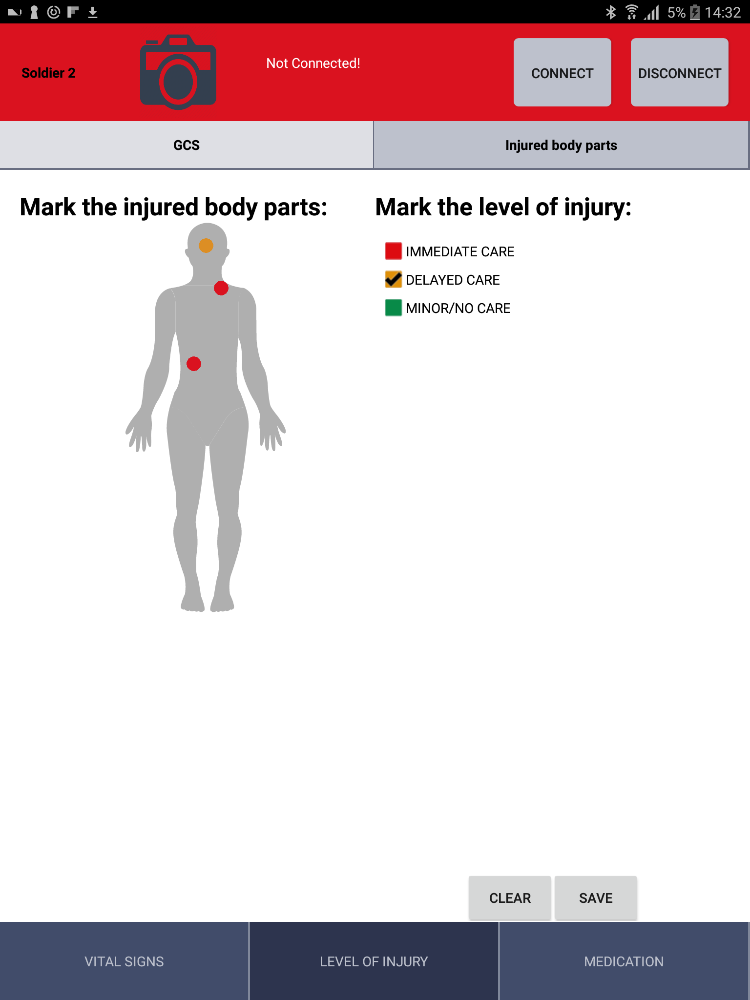 5% 14:32
Soldier 2
Not Connected!
CONNECT
DISCONNECT
GCS
Injured body parts
Mark the injured body parts:
Mark the level of injury:
IMMEDIATE CARE
DELAYED CARE
MINOR/NO CARE
CLEAR
SAVE
VITAL SIGNS
LEVEL OF INJURY
MEDICATION